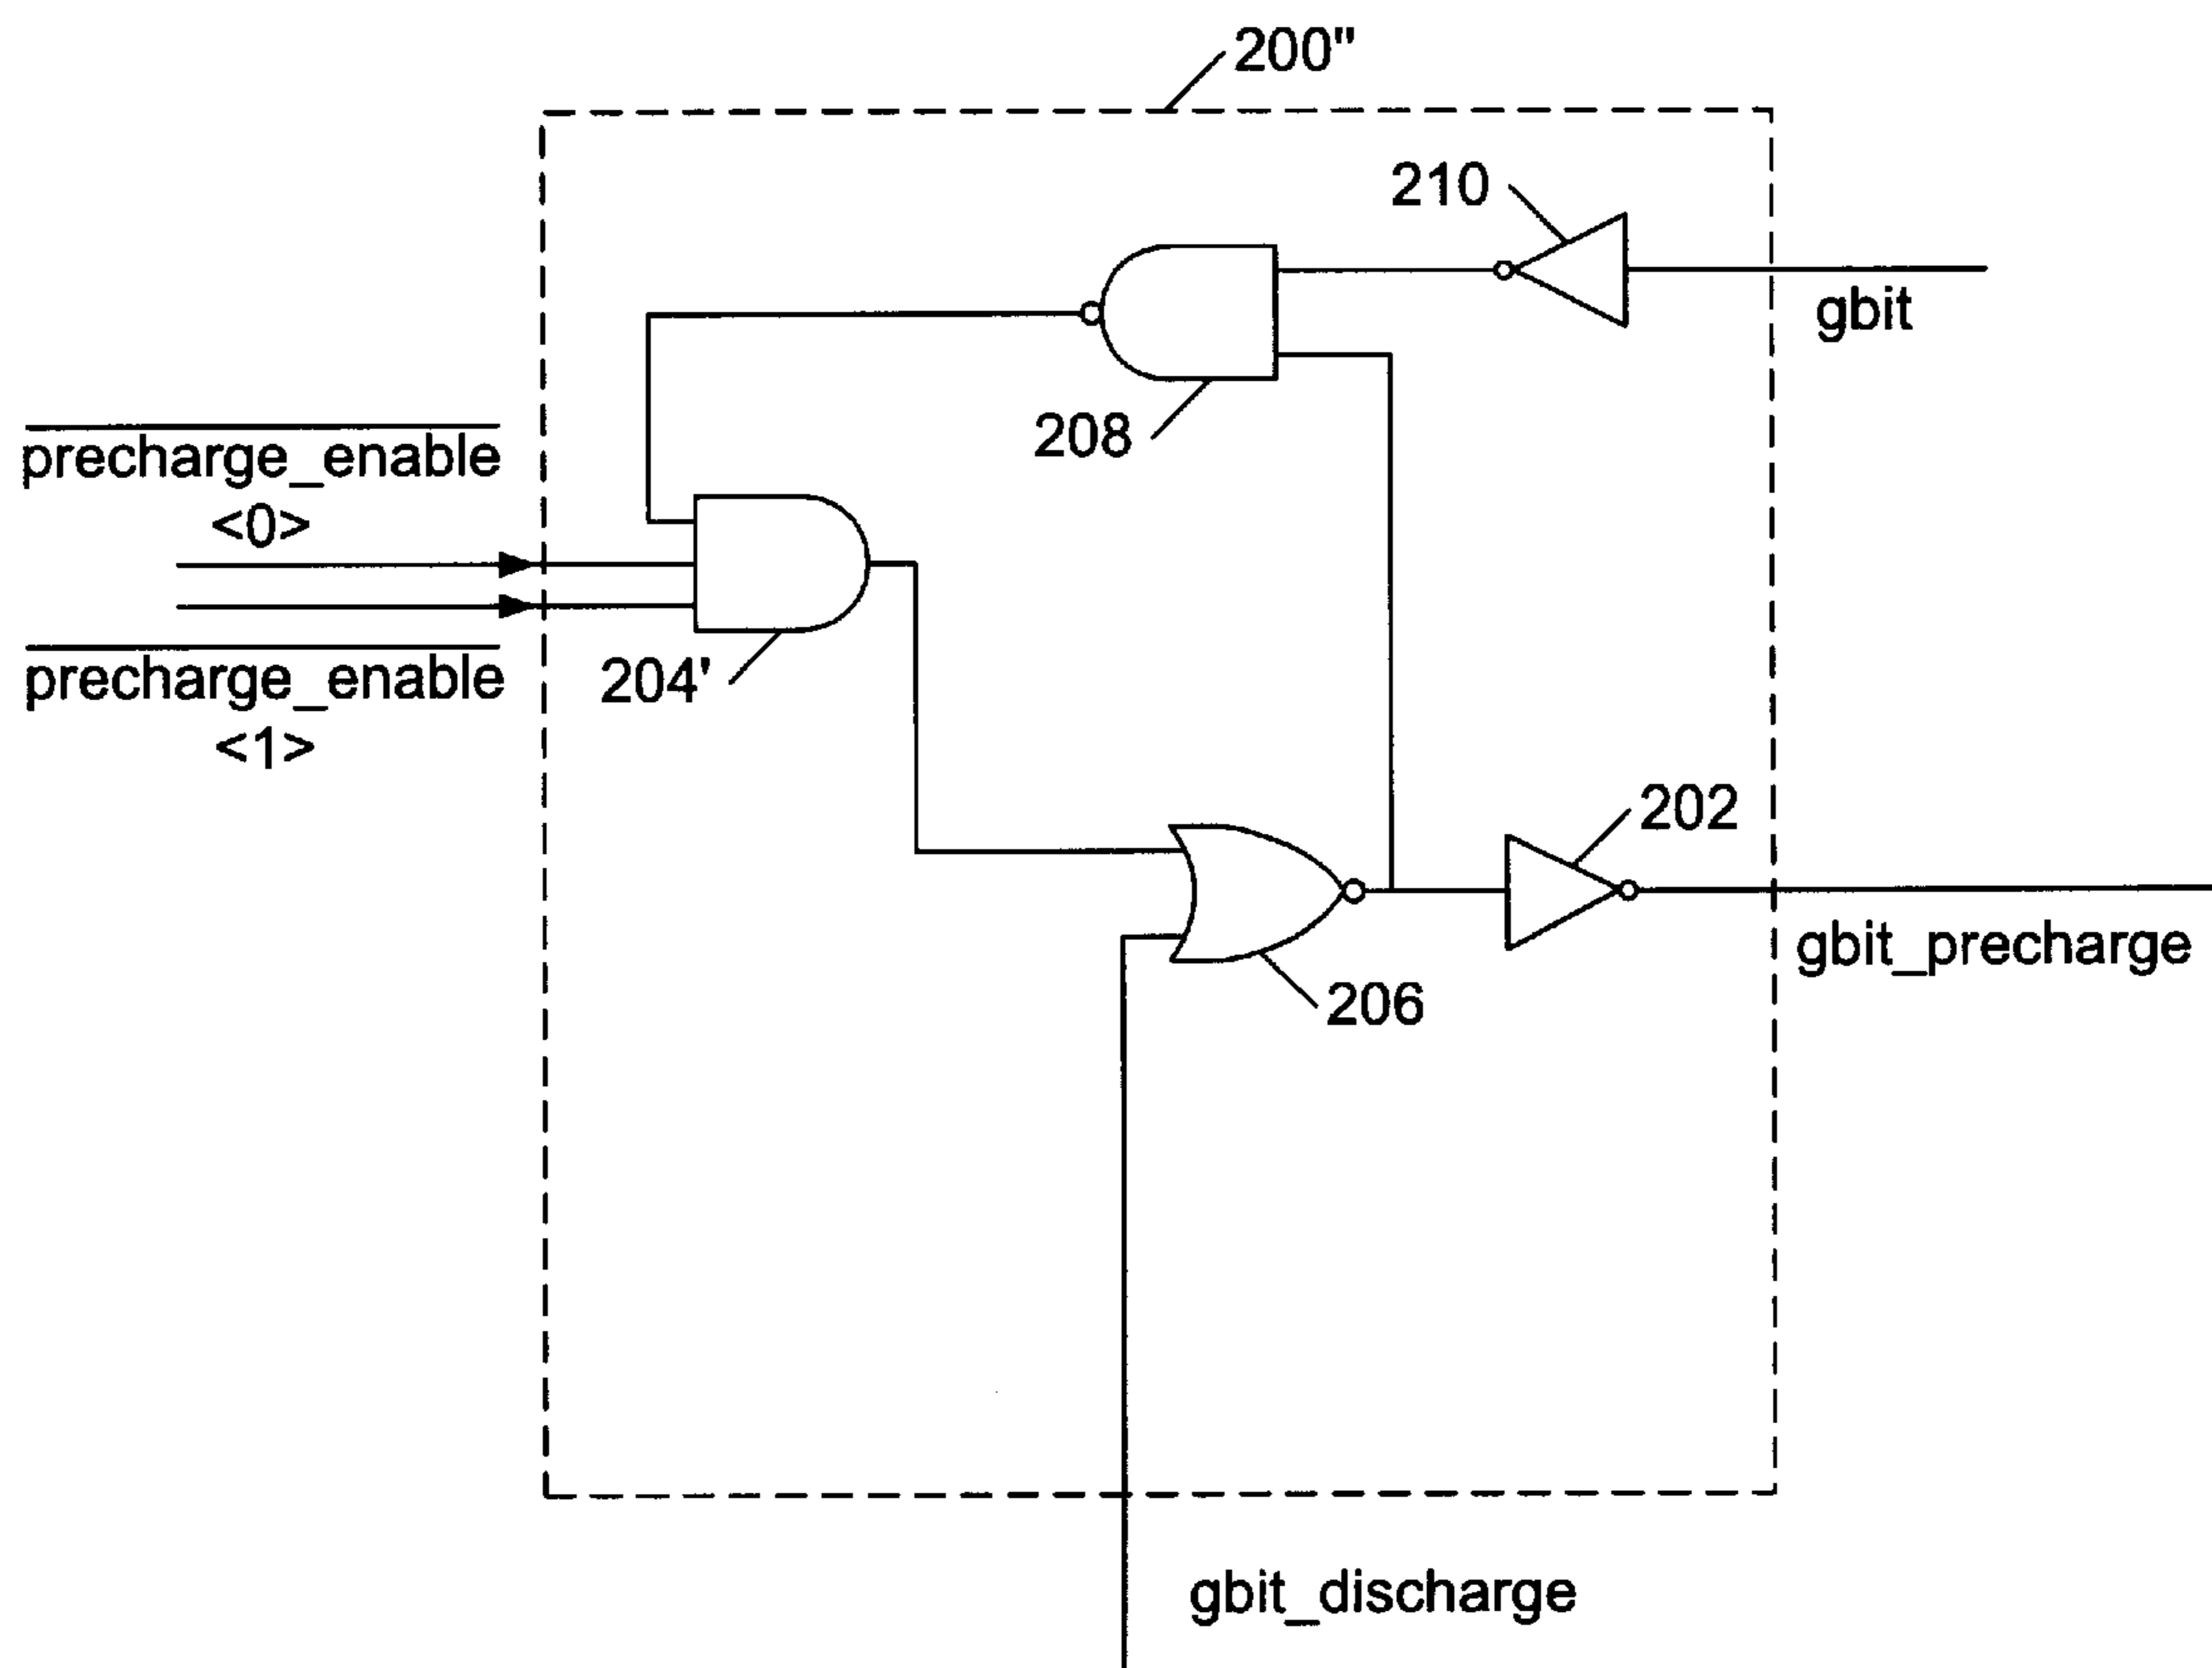 200"
210
gbit
208
precharge_enable
<0>
precharge_enable
<1>
204'
202
gbit_precharge
206
gbit_discharge